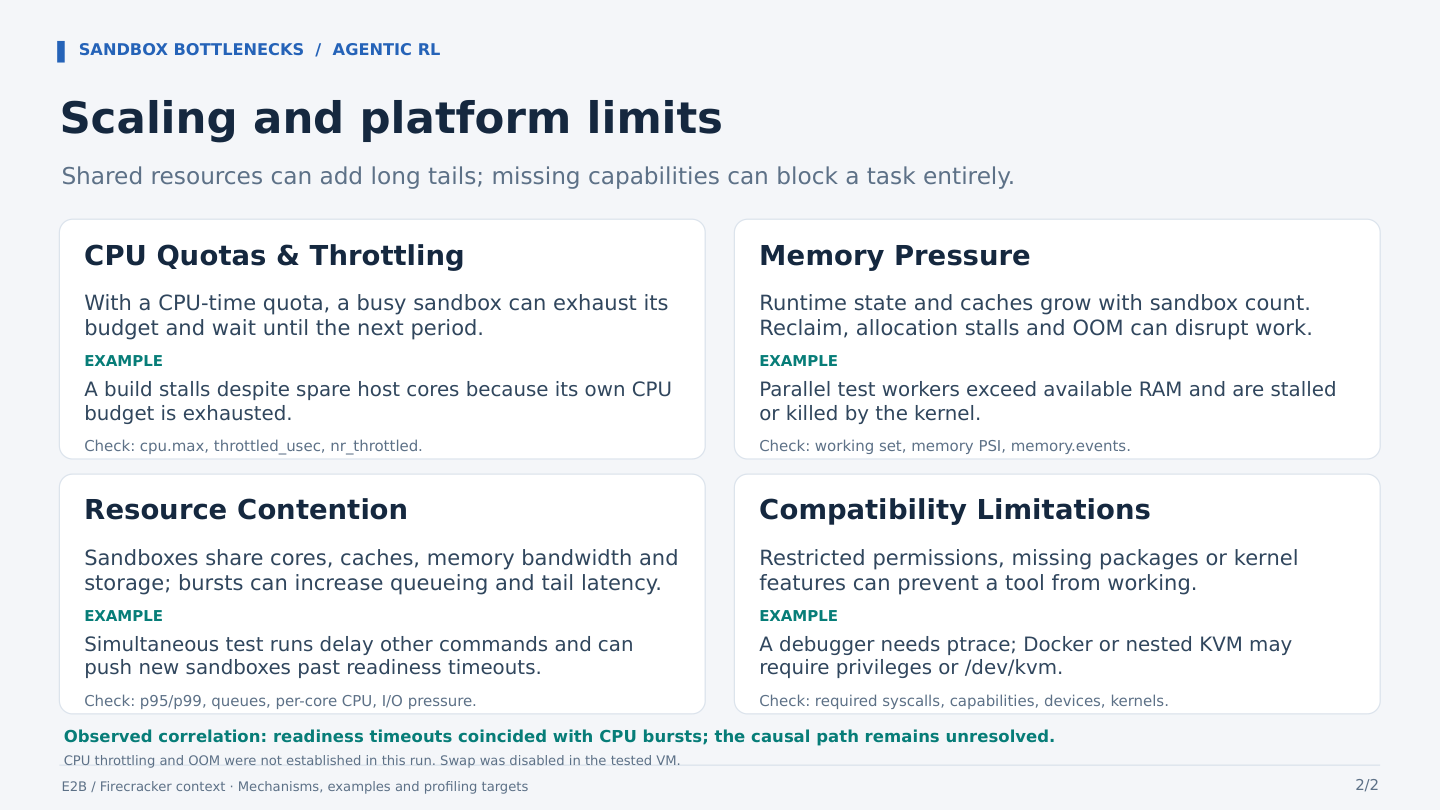 SANDBOX BOTTLENECKS / AGENTIC RL
Scaling and platform limits
Shared resources can add long tails; missing capabilities can block a task entirely.
CPU Quotas & Throttling
With a CPU-time quota, a busy sandbox can exhaust its
budget and wait until the next period.
EXAMPLE
A build stalls despite spare host cores because its own CPU
budget is exhausted.
Check: cpu.max, throttled_usec, nr_throttled.
Memory Pressure
Runtime state and caches grow with sandbox count.
Reclaim, allocation stalls and OOM can disrupt work.
EXAMPLE
Parallel test workers exceed available RAM and are stalled
or killed by the kernel.
Check: working set, memory PSI, memory.events.
Resource Contention
Sandboxes share cores, caches, memory bandwidth and
storage; bursts can increase queueing and tail latency.
EXAMPLE
Simultaneous test runs delay other commands and can
push new sandboxes past readiness timeouts.
Check: p95/p99, queues, per-core CPU, I/O pressure.
Compatibility Limitations
Restricted permissions, missing packages or kernel
features can prevent a tool from working.
EXAMPLE
A debugger needs ptrace; Docker or nested KVM may
require privileges or /dev/kvm.
Check: required syscalls, capabilities, devices, kernels.
Observed correlation: readiness timeouts coincided with CPU bursts; the causal path remains unresolved.
CPU throttling and OOM were not established in this run. Swap was disabled in the tested VM.
E2B / Firecracker context · Mechanisms, examples and profiling targets
2/2